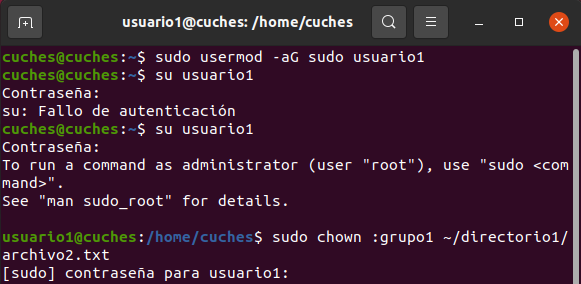 usuario1@cuches: /home/cuches
cuches@cuches:~$ sudo usermod -aG sudo usuario1
cuches@cuches:~$ su usuario1
Contraseña:
su: Fallo de autenticación
cuches@cuches:~$ su usuario1
Contraseña:
To run a command as administrator (user "root"), use "sudo <com
mand>".
See "man sudo_root" for details.
usuario1@cuches:/home/cuches$ sudo chown :grupo1 ~/directorio1/
archivo2.txt
[sudo] contraseña para usuario1: